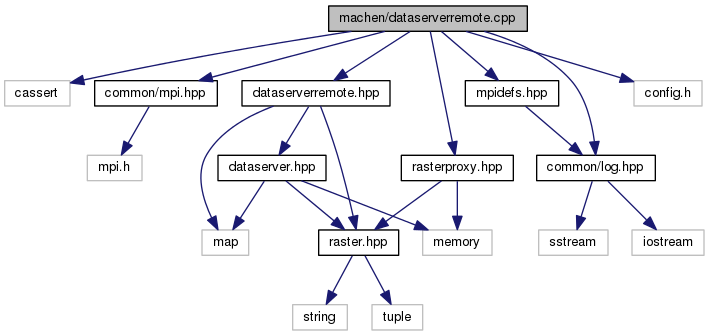 machen/dataserverremote.cpp
cassert
common/mpi.hpp
dataserverremote.hpp
mpidefs.hpp
config.h
mpi.h
dataserver.hpp
rasterproxy.hpp
common/log.hpp
map
raster.hpp
memory
sstream
iostream
string
tuple